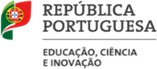 REPÚBLICA
PORTUGUESA
EDUCAÇÃO, CIÊNCIA
E INOVAÇÃO